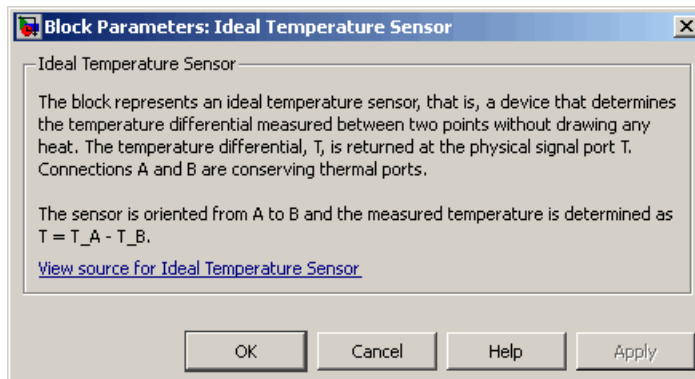 Block Parameters: Ideal Temperature Sensor
Ideal Temperature Sensor
The block represents an ideal temperature sensor, that is, a device that determines
the temperature differential measured between two points without drawing any
heat. The temperature differential, T, is returned at the physical signal port T.
Connections A and B are conserving thermal ports.
The sensor is oriented from A to B and the measured temperature is determined as
T = T_A - T_B.
View source for Ideal Temperature Sensor
OK Cancel Help Apply